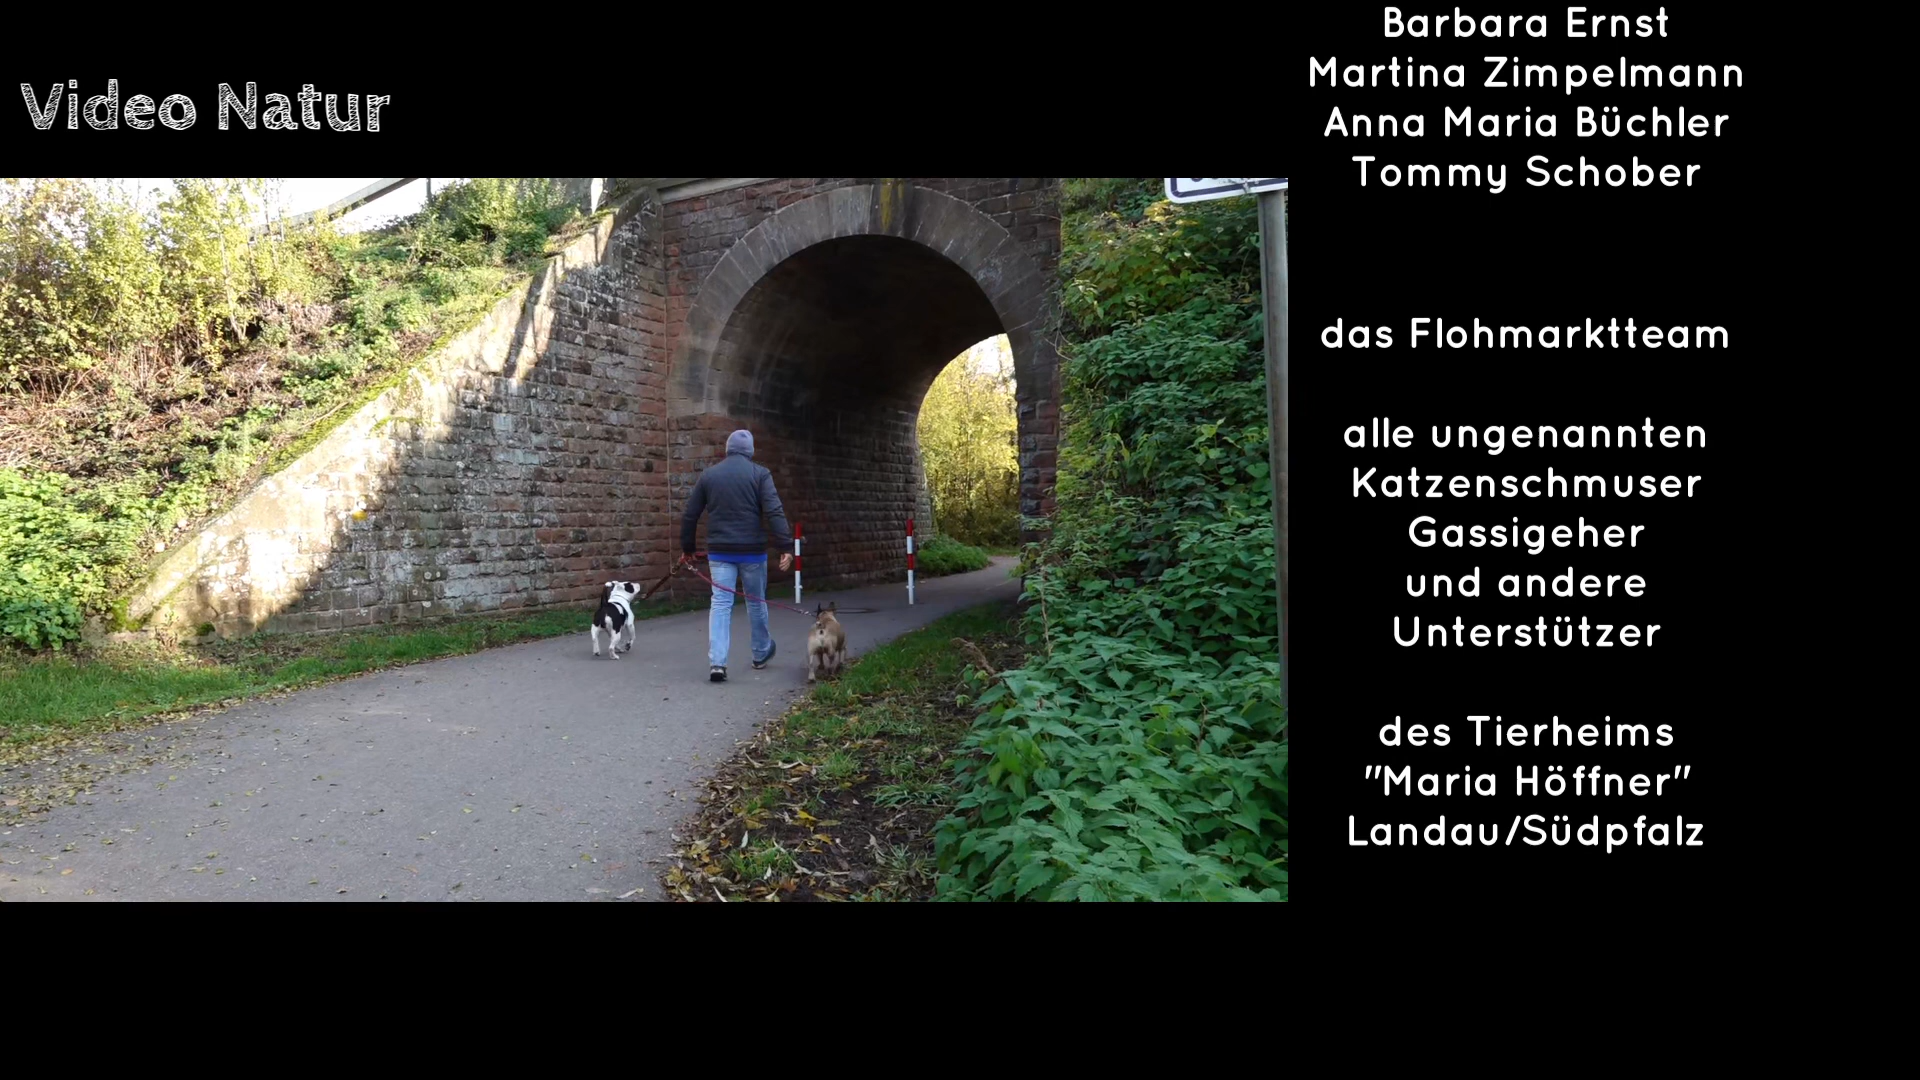 Video Natur
Barbara Ernst
Martina Zimpelmann
Anna Maria Büchler
Tommy Schober
das Flohmarktteam
alle ungenannten
Katzenschmuser
Gassigeher
und andere
Unterstützer
des Tierheims
"Maria Höffner"
Landau/Südpfalz